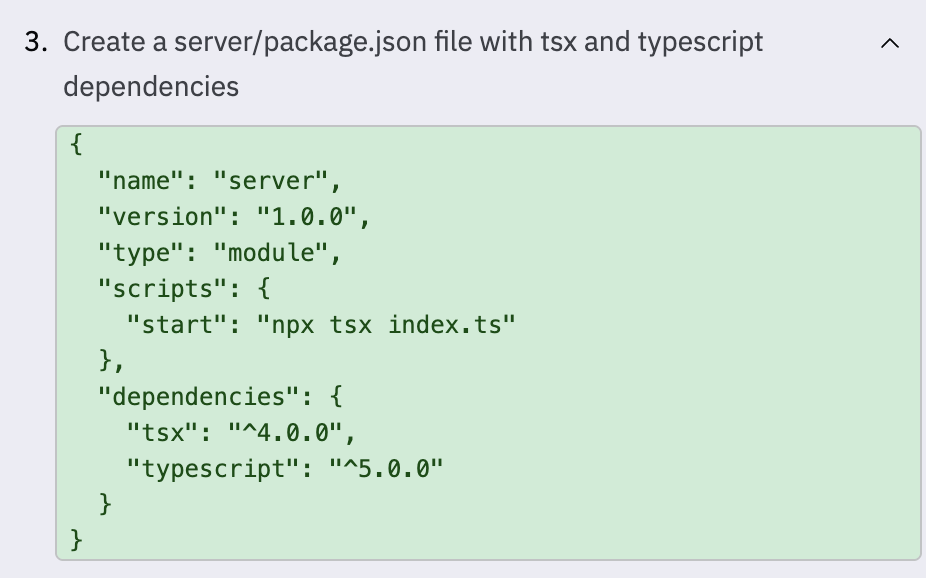 3. Create a server/package.json file with tsx and typescript
dependencies
{
  "name": "server",
  "version": "1.0.0",
  "type": "module",
  "scripts": {
    "start": "npx tsx index.ts"
  },
  "dependencies": {
    "tsx": "^4.0.0",
    "typescript": "^5.0.0"
  }
}